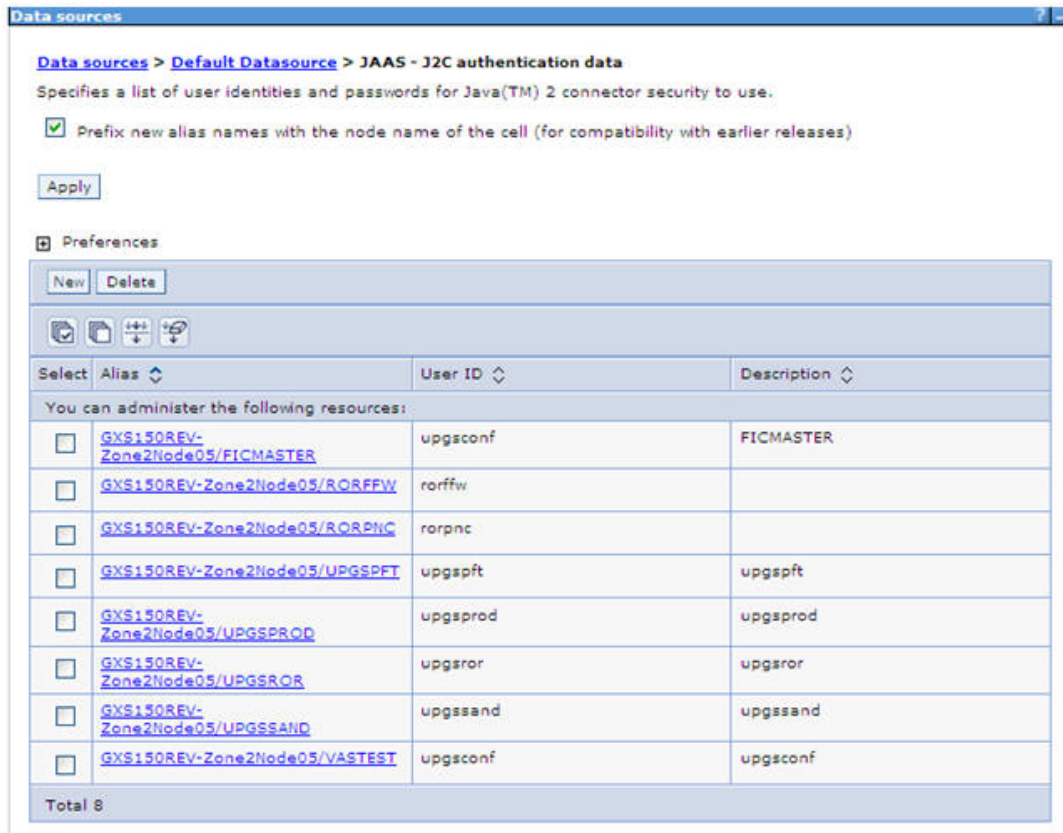 Data sources
?
Data sources > Default Datasource > JAAS - J2C authentication data
Specifies a list of user identities and passwords for Java(TM) 2 connector security to use.
Prefix new alias names with the node name of the cell (for compatibility with earlier releases)
Apply
Preferences
New Delete
Select Alias User ID Description
You can administer the following resources:
GXS150REV- upgsconf FICMASTER
Zone2Node05/FICMASTER
GXS150REV-Zone2Node05/RORFFW rorffw
GXS150REV-Zone2Node05/RORPNC rorpnc
GXS150REV-Zone2Node05/UPGSPFT upgspft upgspft
GXS150REV- upgsprod upgsprod
Zone2Node05/UPGSPROD
GXS150REV- upgsror upgsror
Zone2Node05/UPGSROR
GXS150REV- upgssand upgssand
Zone2Node05/UPGSSAND
GXS150REV-Zone2Node05/VASTEST upgsconf upgsconf
Total 8